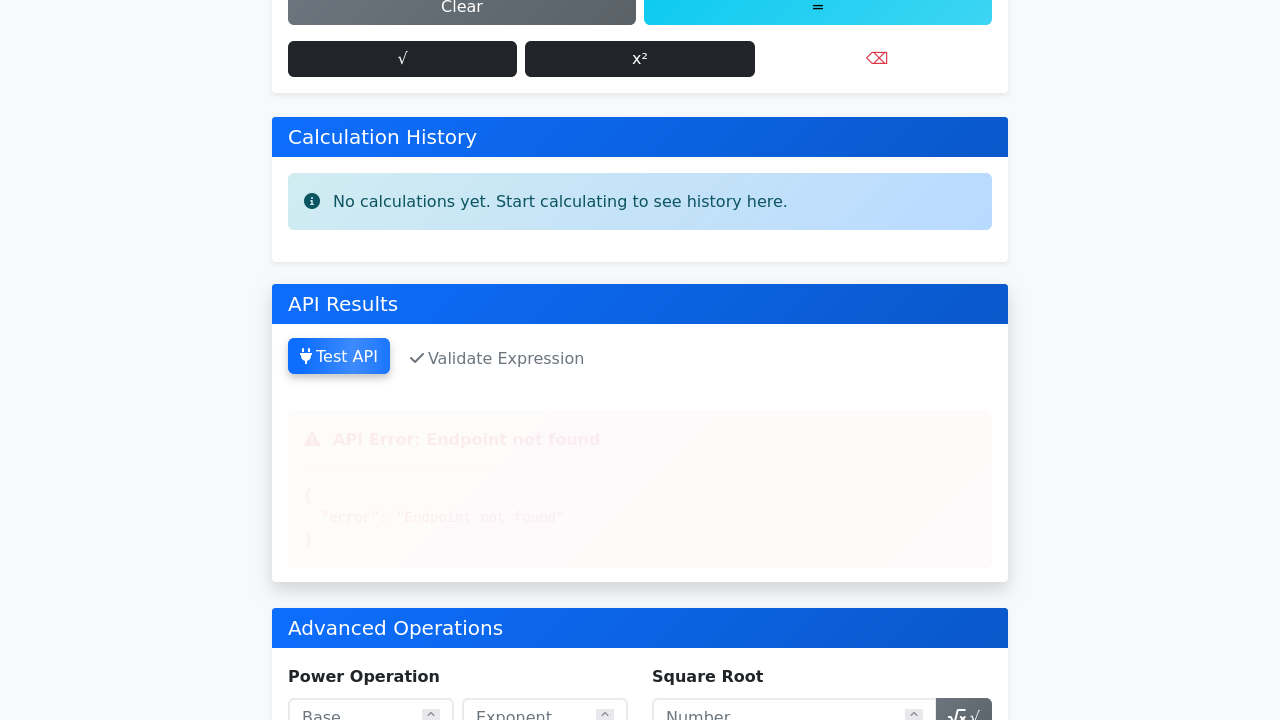 Clear
=
√
x²
⌫
Calculation History
No calculations yet. Start calculating to see history here.
API Results
Test API
Validate Expression
API Error: Endpoint not found
{
"error": "Endpoint not found"
}
Advanced Operations
Power Operation
Square Root
Base
Exponent
Number
√